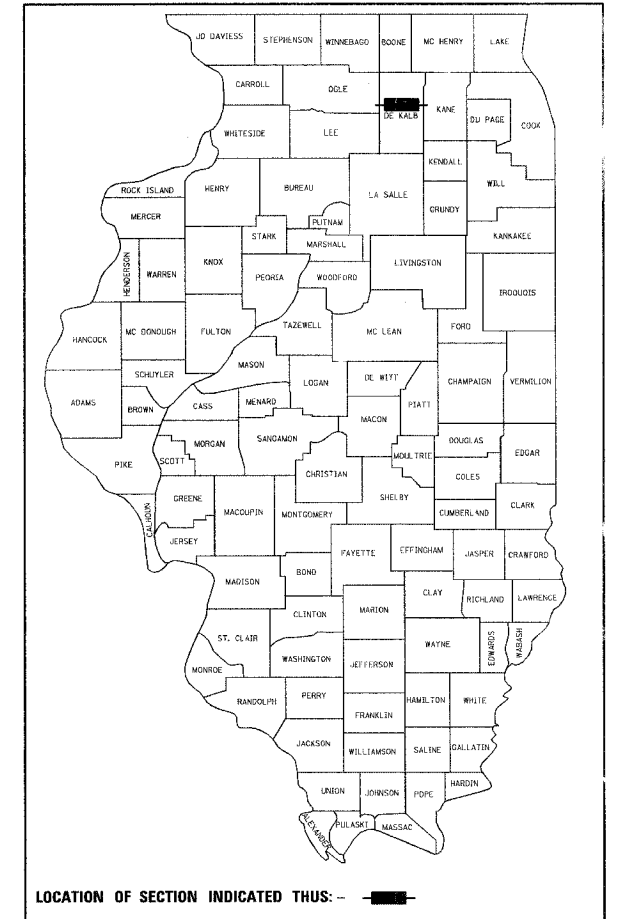 JO DAVIESS STEPHENSON WINNEBAGO BOONE MC HENRY LAKE
CARROLL OGLE DE KALB KANE DU PAGE COOK
WHITESIDE LEE
KENDALL WILL
ROCK ISLAND HENRY BUREAU LA SALLE GRUNDY
MERCER PUTNAM KANKAKEE
STARK MARSHALL
HENDERSON WARREN KNOX PEORIA WOODFORD LIVINGSTON IROQUOIS
HANCOCK MC DONOUGH FULTON TAZEWELL MC LEAN FORD
MASON
SCHUYLER DE WITT CHAMPAIGN VERMILION
ADAMS BROWN CASS MENARD LOGAN PIATT
MACON
PIKE SCOTT MORGAN SANGAMON MOULTRIE DOUGLAS EDGAR
CHRISTIAN COLES
SHELBY
GREENE MACOUPIN MONTGOMERY CUMBERLAND CLARK
CALHOUN JERSEY FAYETTE EFFINGHAM JASPER CRAWFORD
MADISON BOND
CLAY RICHLAND LAWRENCE
CLINTON MARION
ST. CLAIR WAYNE EDWARDS WABASH
MONROE WASHINGTON JEFFERSON
RANDOLPH PERRY HAMILTON WHITE
FRANKLIN
JACKSON WILLIAMSON SALINE GALLATIN
UNION JOHNSON POPE HARDIN
ALEXANDER PULASKI MASSAC
LOCATION OF SECTION INDICATED THUS: -